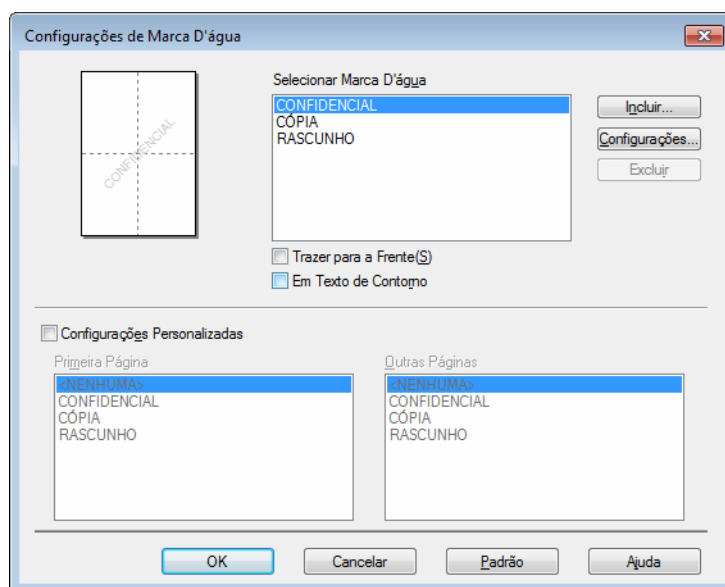 Configurações de Marca D'água
CONFIDENCIAL
Selecionar Marca D'água
CONFIDENCIAL
CÓPIA
RASCUNHO
Incluir...
Configurações...
Excluir
Trazer para a Frente(S)
Em Texto de Contorno
Configurações Personalizadas
Primeira Página
<NENHUMA>
CONFIDENCIAL
CÓPIA
RASCUNHO
Outras Páginas
<NENHUMA>
CONFIDENCIAL
CÓPIA
RASCUNHO
OK
Cancelar
Padrão
Ajuda